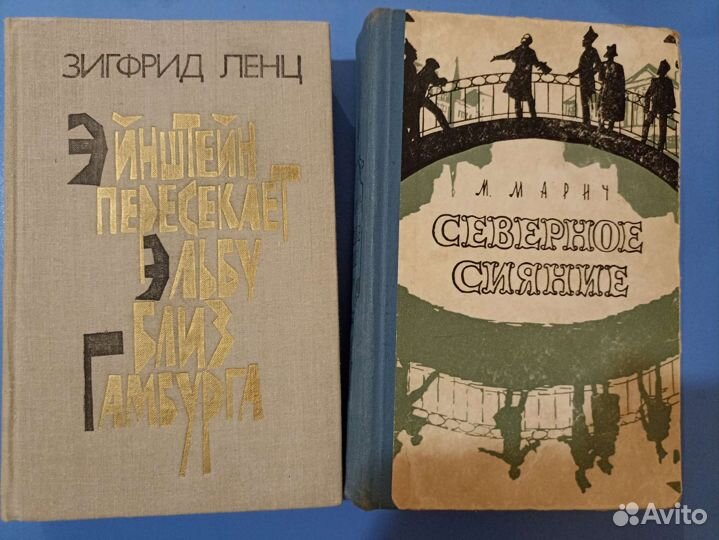 ЗИГФРИД ЛЕНЦ
ЭЙНШТЕЙН
ПЕРЕСЕКАЕТ
ЭЛЬБУ
БЛИЗ
ГАМБУРГА
М. МАРИЧ
СЕВЕРНОЕ
СИЯНИЕ
Avito